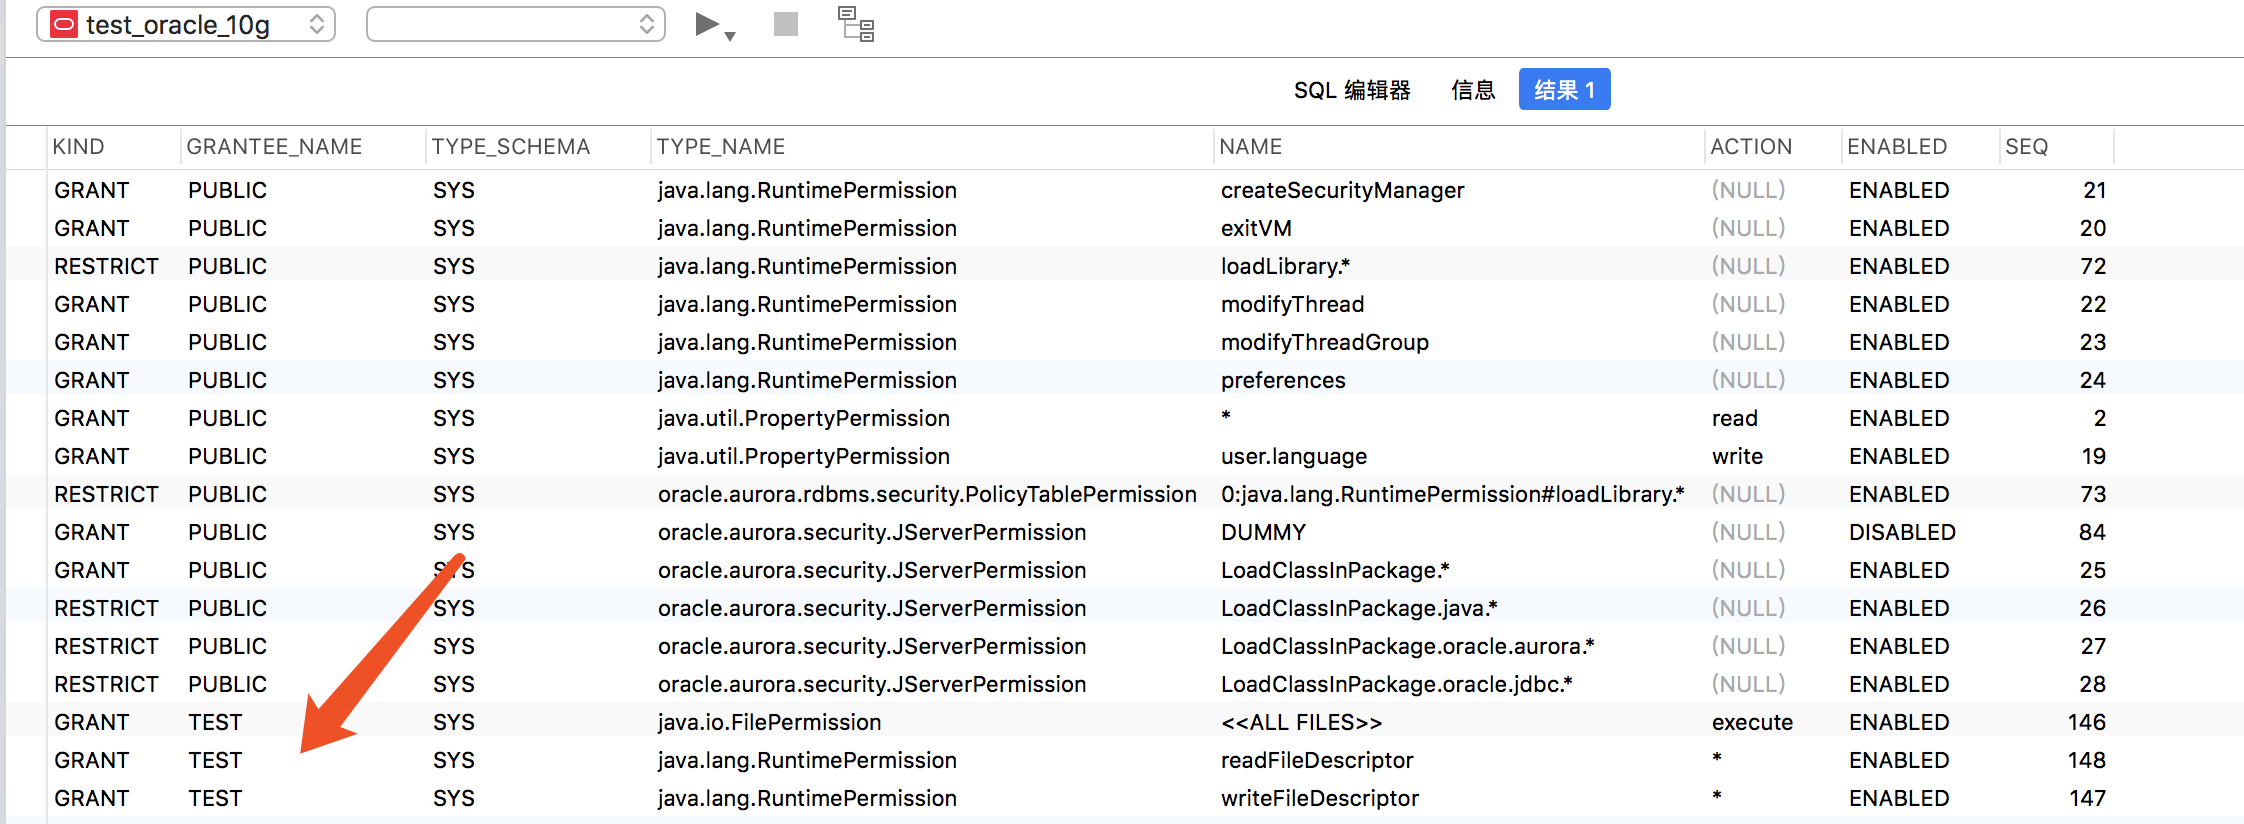 test_oracle_10g
SQL 编辑器 信息 结果 1
KIND GRANTEE_NAME TYPE_SCHEMA TYPE_NAME NAME ACTION ENABLED SEQ
GRANT PUBLIC SYS java.lang.RuntimePermission createSecurityManager (NULL) ENABLED 21
GRANT PUBLIC SYS java.lang.RuntimePermission exitVM (NULL) ENABLED 20
RESTRICT PUBLIC SYS java.lang.RuntimePermission loadLibrary.* (NULL) ENABLED 72
GRANT PUBLIC SYS java.lang.RuntimePermission modifyThread (NULL) ENABLED 22
GRANT PUBLIC SYS java.lang.RuntimePermission modifyThreadGroup (NULL) ENABLED 23
GRANT PUBLIC SYS java.lang.RuntimePermission preferences (NULL) ENABLED 24
GRANT PUBLIC SYS java.util.PropertyPermission * read ENABLED 2
GRANT PUBLIC SYS java.util.PropertyPermission user.language write ENABLED 19
RESTRICT PUBLIC SYS oracle.aurora.rdbms.security.PolicyTablePermission 0:java.lang.RuntimePermission#loadLibrary.* (NULL) ENABLED 73
GRANT PUBLIC SYS oracle.aurora.security.JServerPermission DUMMY (NULL) DISABLED 84
GRANT PUBLIC SYS oracle.aurora.security.JServerPermission LoadClassInPackage.* (NULL) ENABLED 25
RESTRICT PUBLIC SYS oracle.aurora.security.JServerPermission LoadClassInPackage.java.* (NULL) ENABLED 26
RESTRICT PUBLIC SYS oracle.aurora.security.JServerPermission LoadClassInPackage.oracle.aurora.* (NULL) ENABLED 27
RESTRICT PUBLIC SYS oracle.aurora.security.JServerPermission LoadClassInPackage.oracle.jdbc.* (NULL) ENABLED 28
GRANT TEST SYS java.io.FilePermission <<ALL FILES>> execute ENABLED 146
GRANT TEST SYS java.lang.RuntimePermission readFileDescriptor * ENABLED 148
GRANT TEST SYS java.lang.RuntimePermission writeFileDescriptor * ENABLED 147